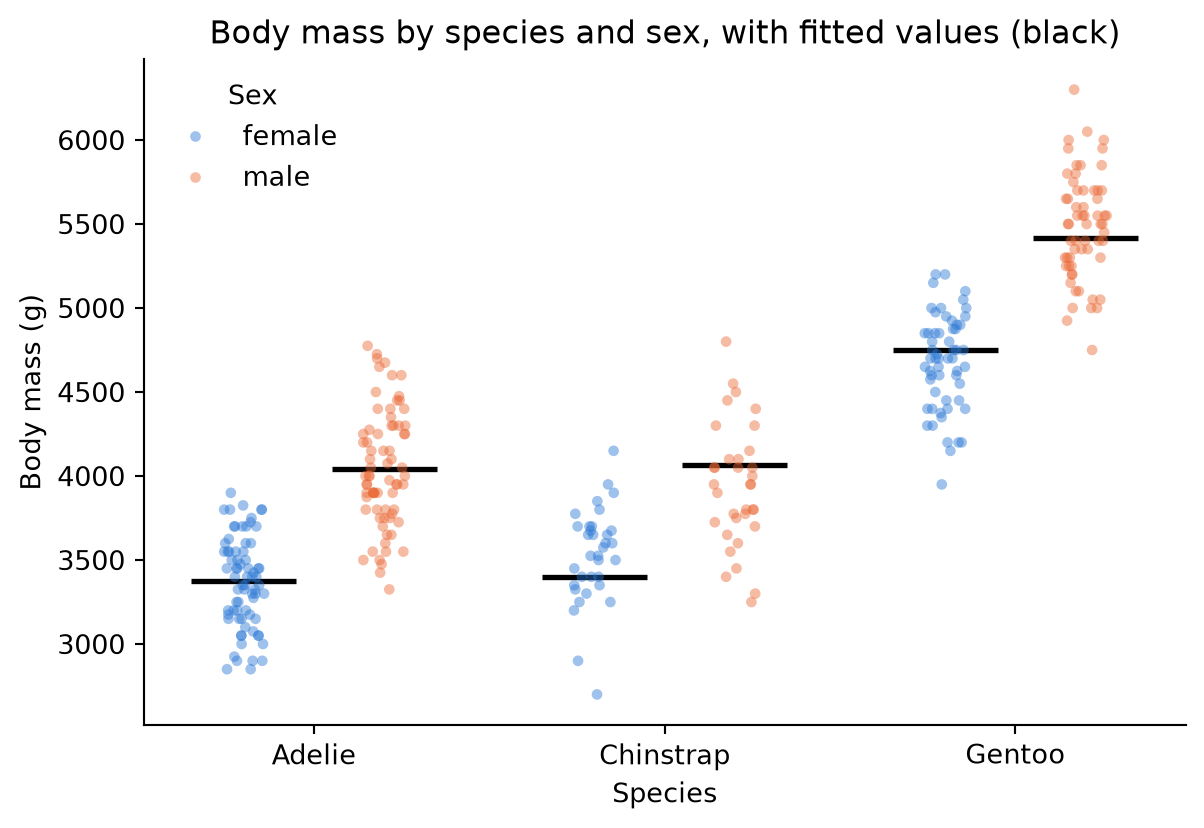 Body mass by species and sex, with fitted values (black)
Sex
female
male
6000
5500
5000
4500
4000
3500
3000
Body mass (g)
Adelie
Chinstrap
Gentoo
Species